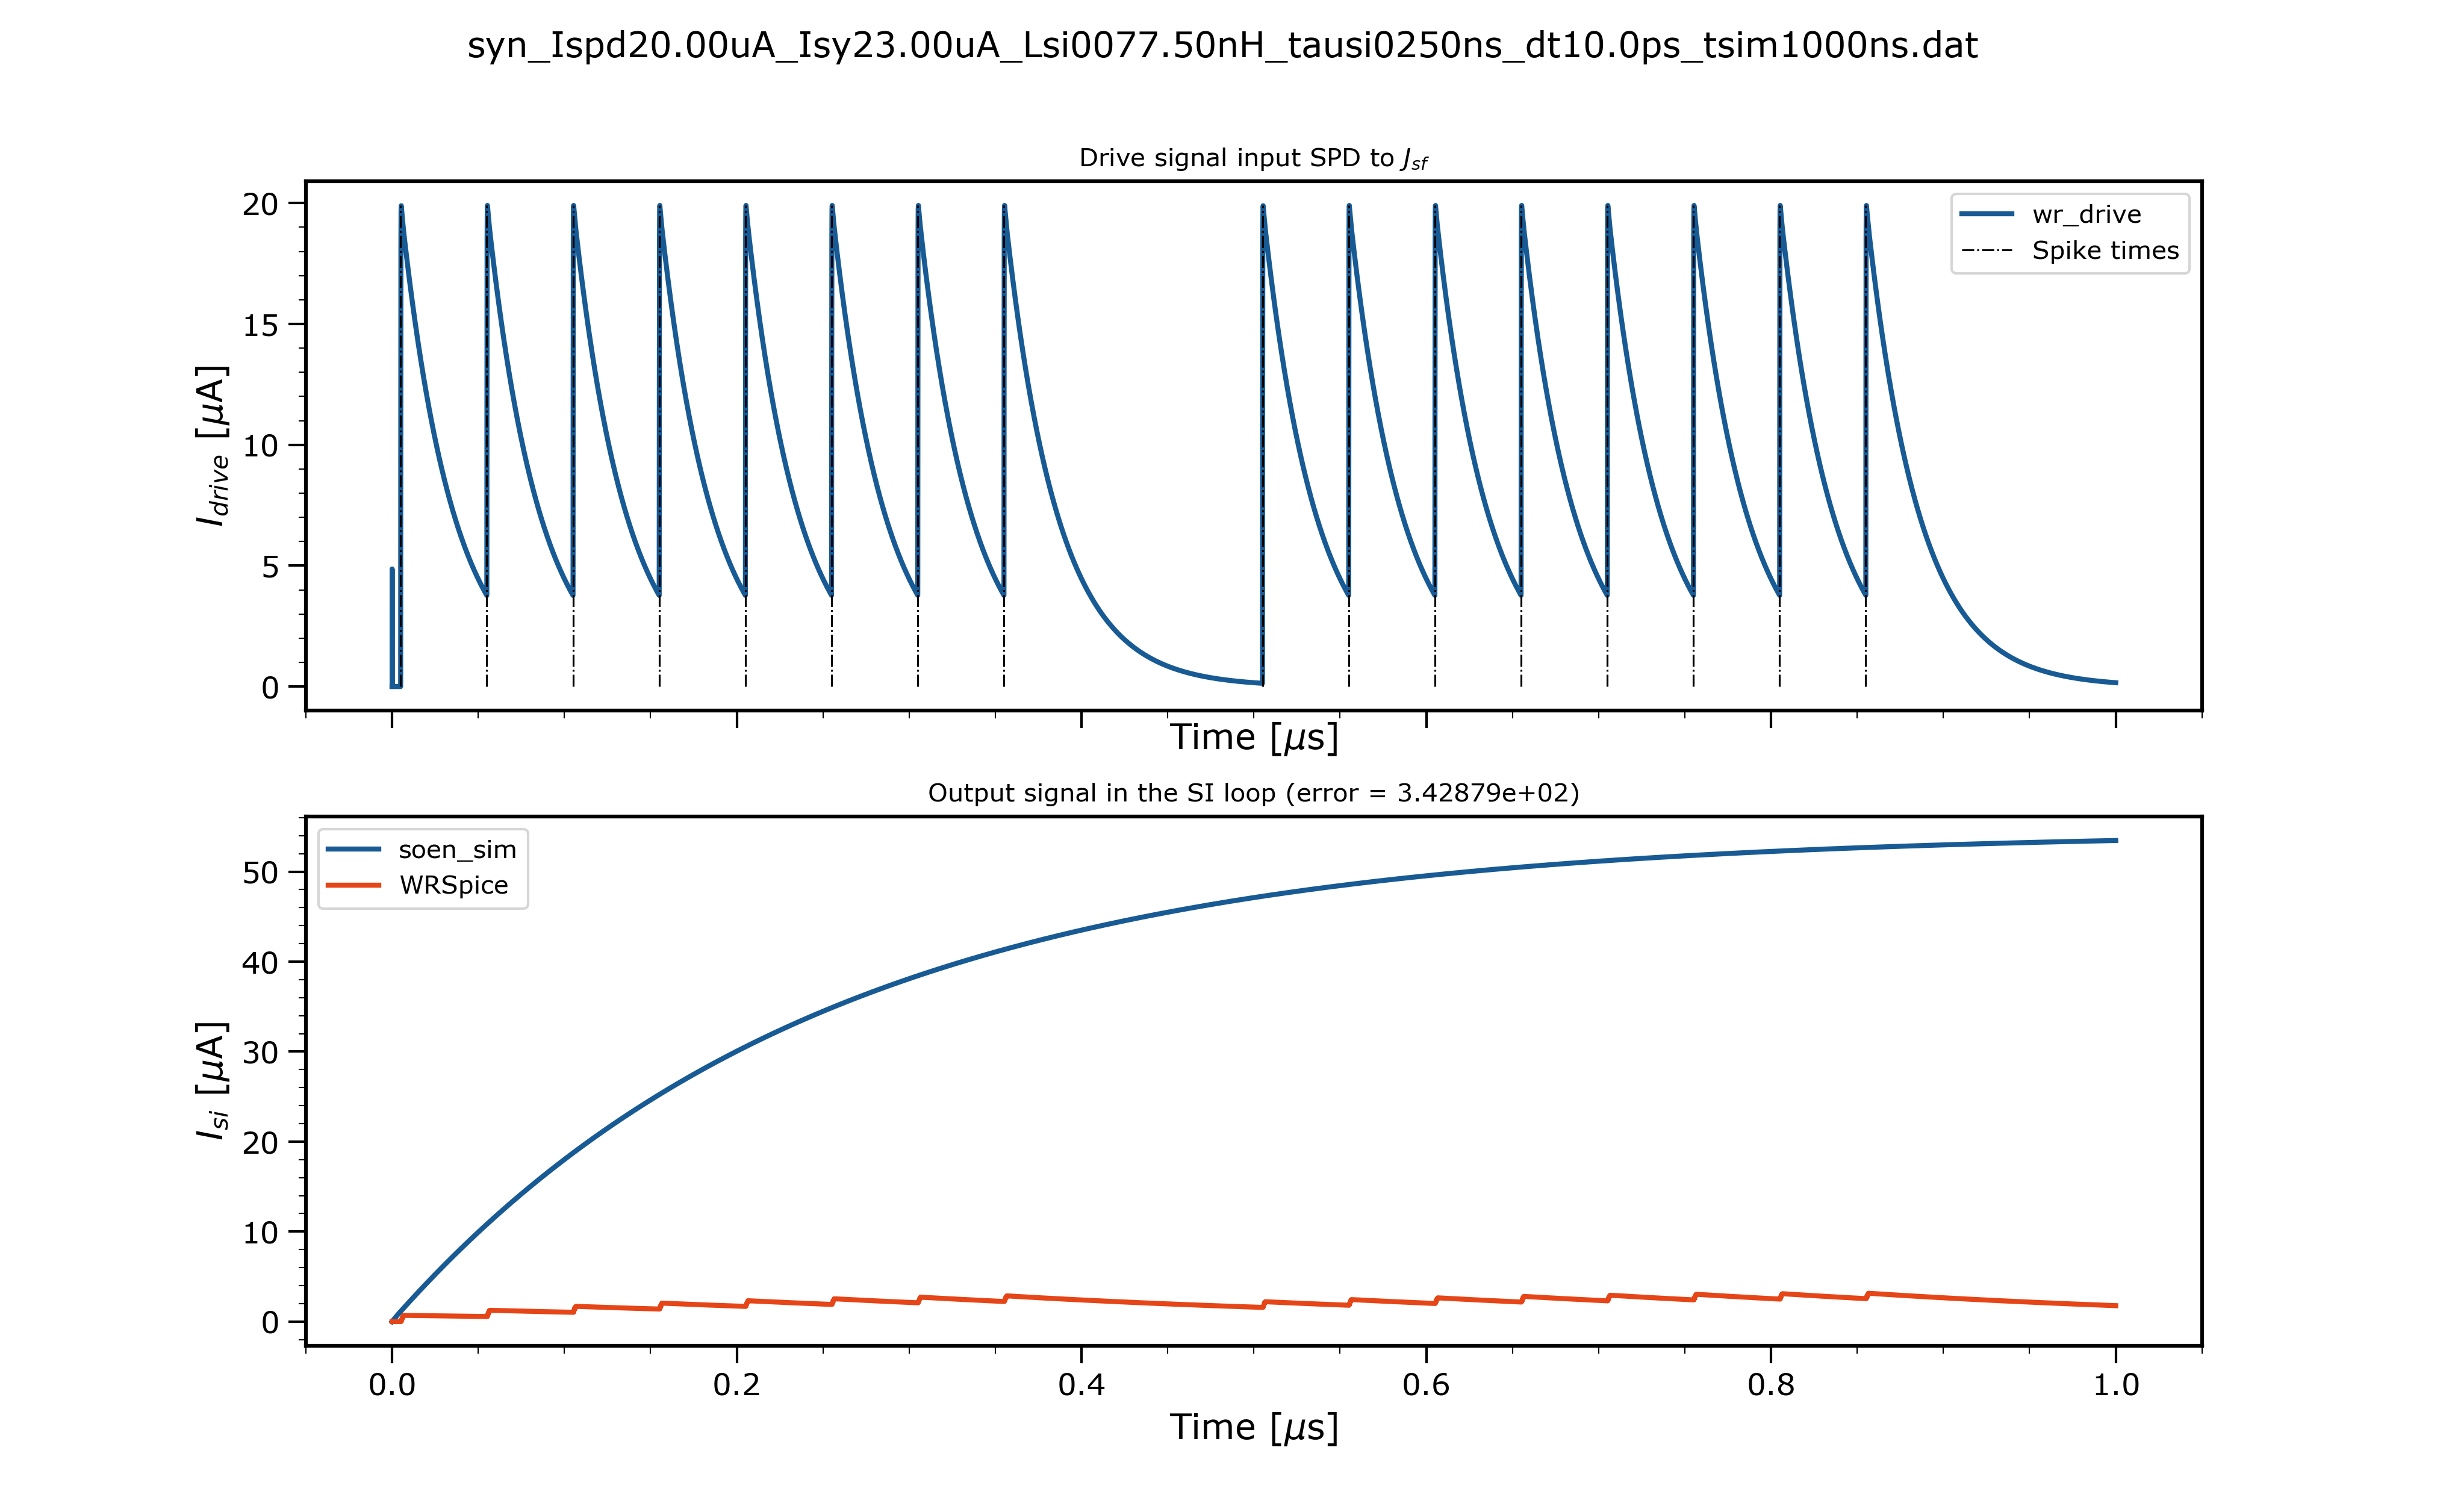 syn_Ispd20.00uA_Isy23.00uA_Lsi0077.50nH_tausi0250ns_dt10.0ps_tsim1000ns.dat
Drive signal input SPD to J_sf
I_drive [μA]
20
15
10
5
0
wr_drive
Spike times
Time [μs]
Output signal in the SI loop (error = 3.42879e+02)
I_si [μA]
50
40
30
20
10
0
soen_sim
WRSpice
0.0 0.2 0.4 0.6 0.8 1.0
Time [μs]